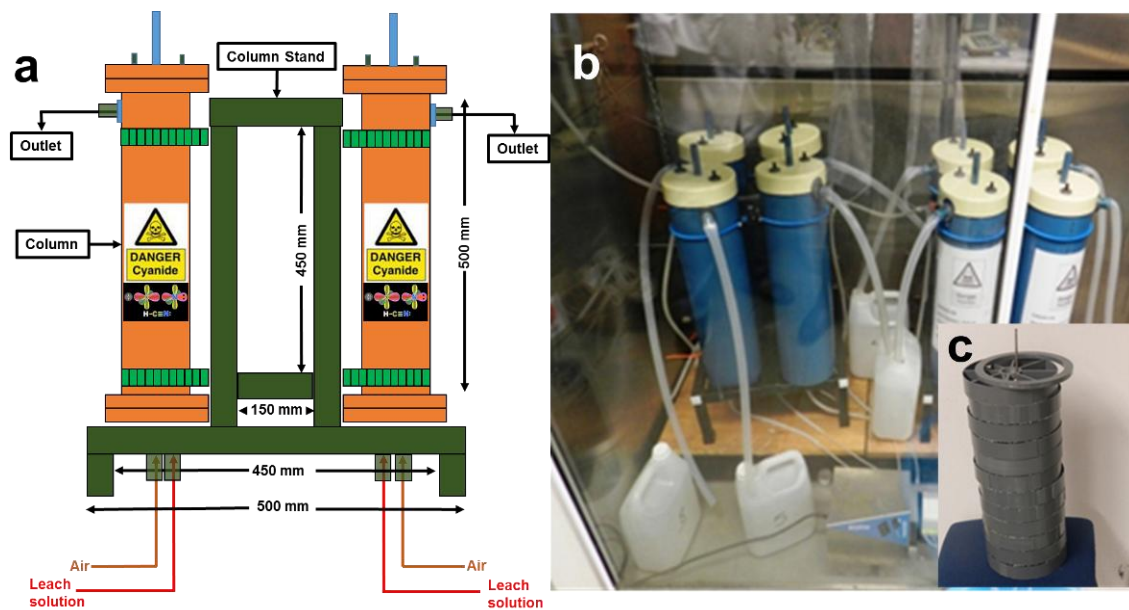 a
Column Stand
Outlet
Outlet
Column
DANGER
Cyanide
H-C≡N:
DANGER
Cyanide
H-C≡N:
450 mm
500 mm
150 mm
450 mm
500 mm
Air
Leach
solution
Air
Leach
solution
b
c